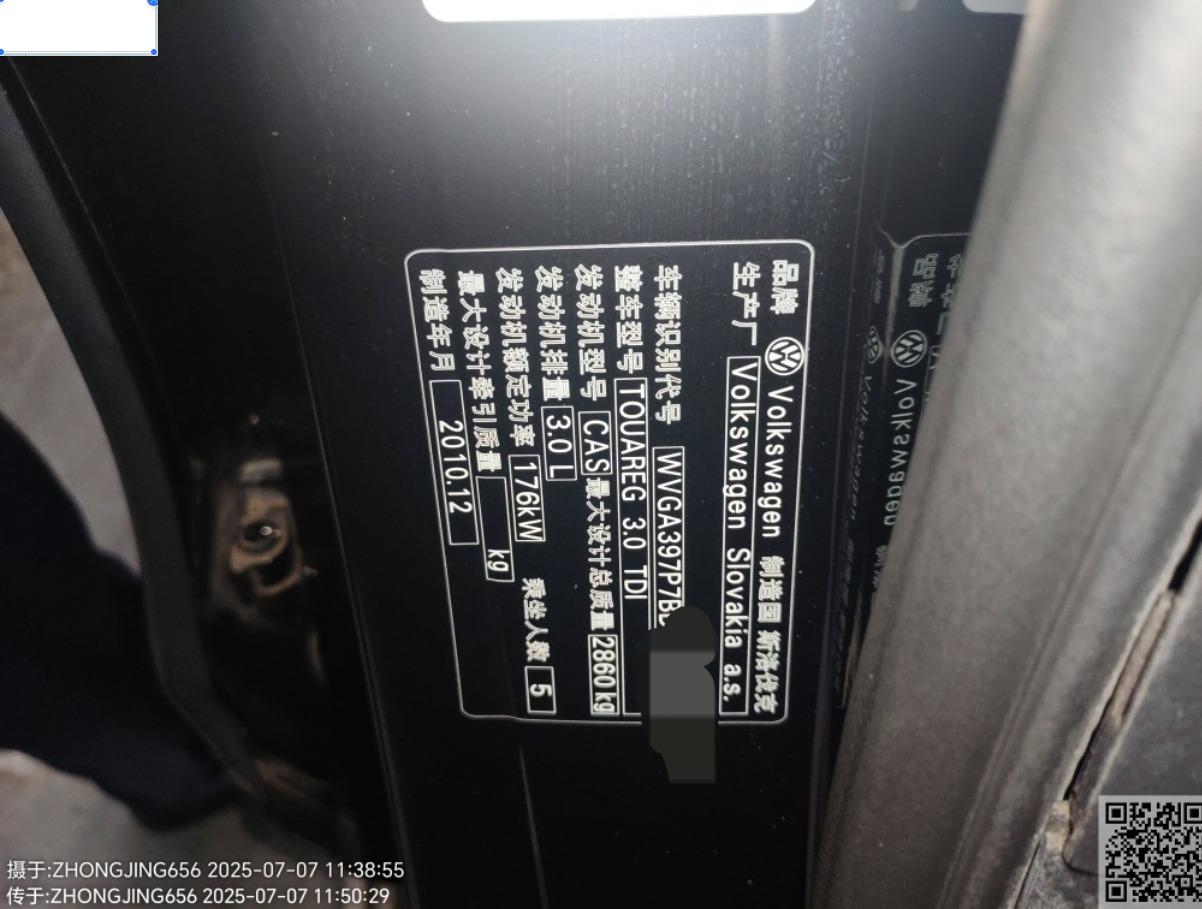 品牌 Volkswagen 制造国 斯洛伐克
生产厂 Volkswagen Slovakia a.s.
车辆识别代号 WVGA397P7B
整车型号 TOUAREG 3.0 TDI
发动机型号 CAS 最大设计总质量 2860kg
发动机排量 3.0 L
发动机额定功率 176kW 乘坐人数 5
最大设计牵引质量 kg
制造年月 2010.12
品牌 Volkswagen
Volkswagen
摄于:ZHONGJING656 2025-07-07 11:38:55
传于:ZHONGJING656 2025-07-07 11:50:29